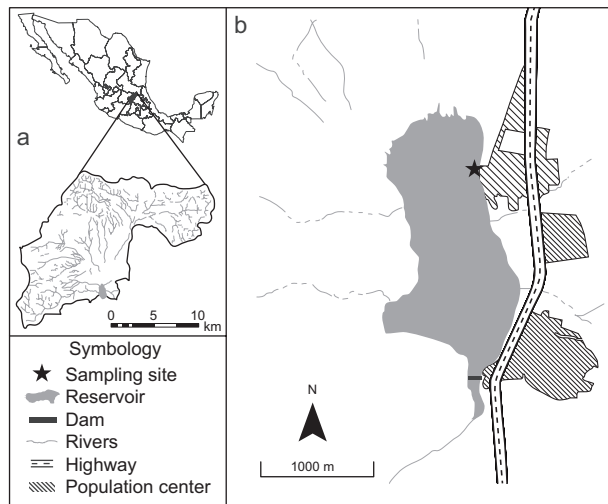 a
0 5 10
km
Symbology
Sampling site
Reservoir
Dam
Rivers
Highway
Population center
b
N
1000 m